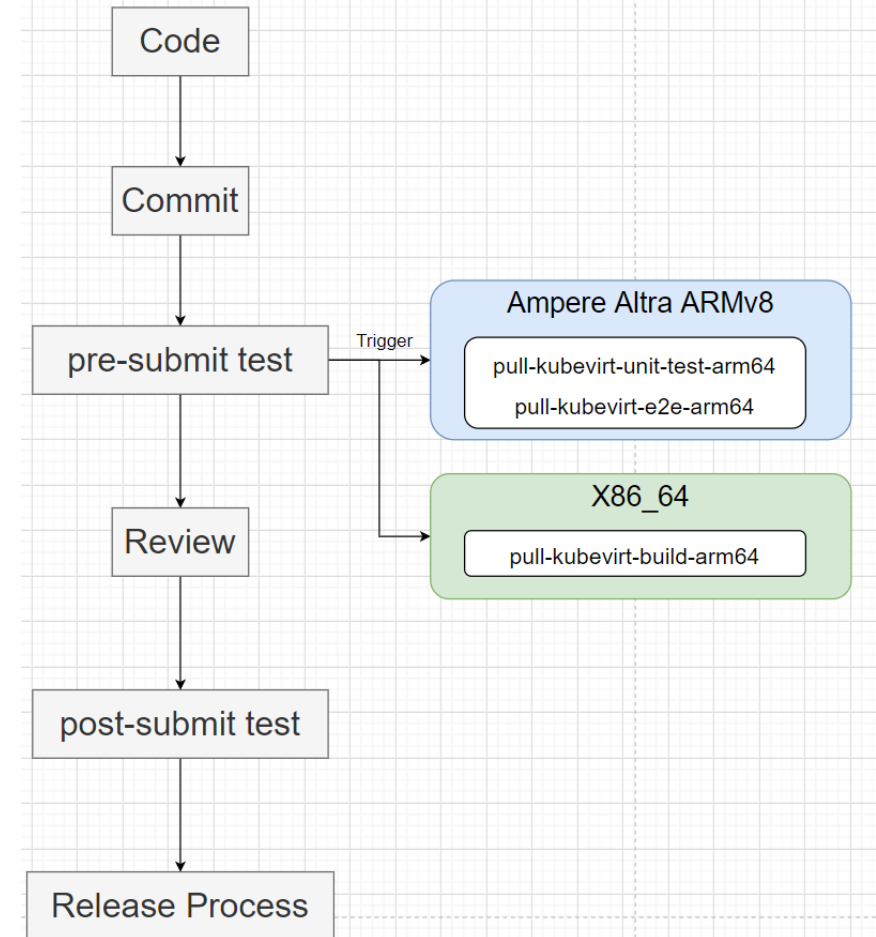 Code
Commit
pre-submit test
Trigger
Ampere Altra ARMv8
pull-kubevirt-unit-test-arm64
pull-kubevirt-e2e-arm64
X86_64
pull-kubevirt-build-arm64
Review
post-submit test
Release Process